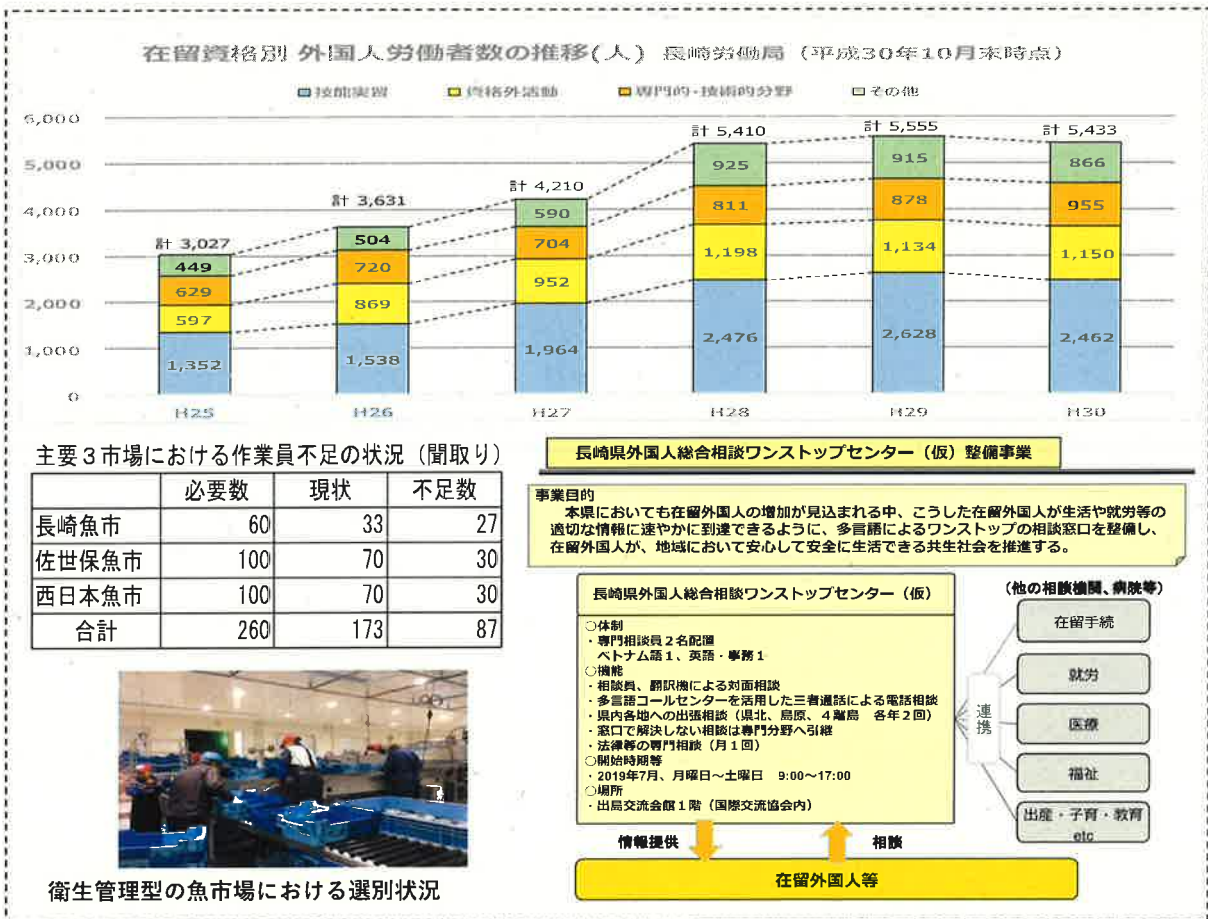 在留資格別 外国人労働者数の推移(人) 長崎労働局 (平成30年10月末時点)
技能実習 資格外活動 専門的・技術的分野 その他
6,000
5,000
4,000
3,000
2,000
1,000
0
計 3,027
449
629
597
1,352
H25
計 3,631
504
720
869
1,538
H26
計 4,210
590
704
952
1,964
H27
計 5,410
925
811
1,198
2,476
H28
計 5,555
915
878
1,134
2,628
H29
計 5,433
866
955
1,150
2,462
H30
主要3市場における作業員不足の状況(聞取り)
必要数 現状 不足数
長崎魚市 60 33 27
佐世保魚市 100 70 30
西日本魚市 100 70 30
合計 260 173 87
衛生管理型の魚市場における選別状況
長崎県外国人総合相談ワンストップセンター(仮)整備事業
事業目的
本県においても在留外国人の増加が見込まれる中、こうした在留外国人が生活や就労等の
適切な情報に速やかに到達できるように、多言語によるワンストップの相談窓口を整備し、
在留外国人が、地域において安心して安全に生活できる共生社会を推進する。
長崎県外国人総合相談ワンストップセンター(仮)
○体制
・専門相談員2名配置
ベトナム語1、英語・事務1
○機能
・相談員、翻訳機による対面相談
・多言語コールセンターを活用した三者通話による電話相談
・県内各地への出張相談(県北、島原、4離島 各年2回)
・窓口で解決しない相談は専門分野へ引継
・法律等の専門相談(月1回)
○開始時期等
・2019年7月、月曜日~土曜日 9:00~17:00
○場所
・出島交流会館1階(国際交流協会内)
(他の相談機関、病院等)
連携
在留手続
就労
医療
福祉
出産・子育・教育
etc
情報提供
相談
在留外国人等